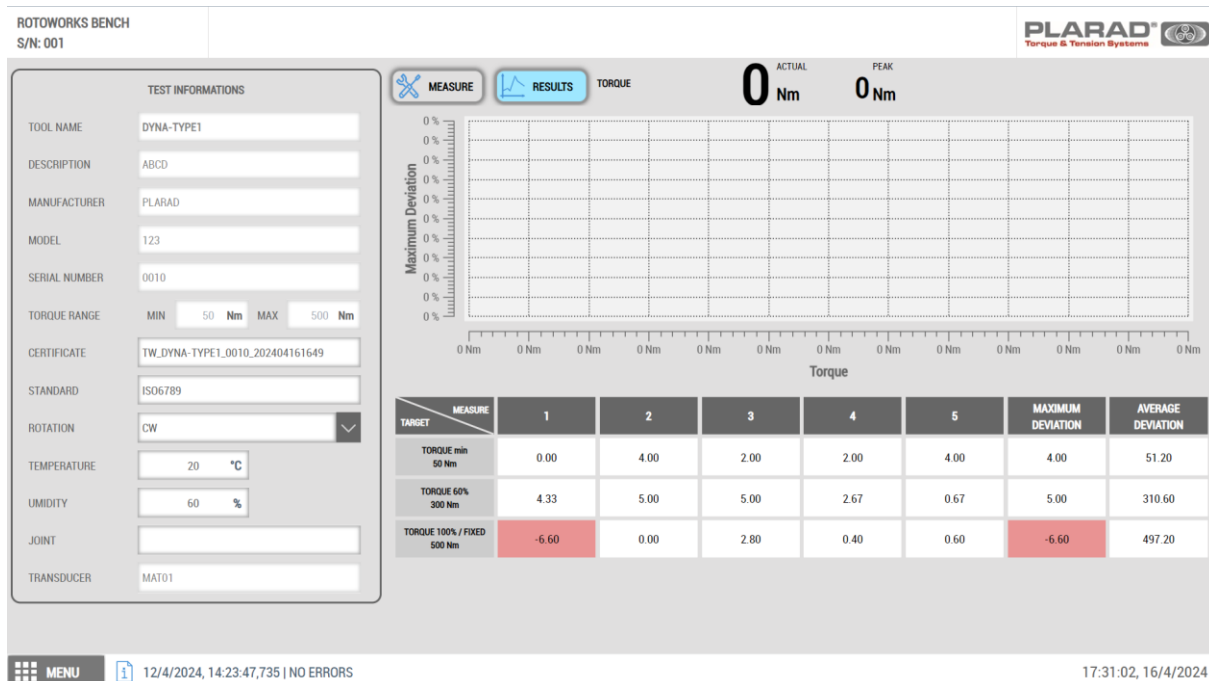 ROTOWORKS BENCH
S/N: 001
PLARAD®
Torque & Tension Systems
TEST INFORMATIONS
TOOL NAME DYNA-TYPE1
DESCRIPTION ABCD
MANUFACTURER PLARAD
MODEL 123
SERIAL NUMBER 0010
TORQUE RANGE MIN 50 Nm MAX 500 Nm
CERTIFICATE TW_DYNA-TYPE1_0010_202404161649
STANDARD ISO6789
ROTATION CW
TEMPERATURE 20 °C
UMIDITY 60 %
JOINT
TRANSDUCER MAT01
MEASURE RESULTS TORQUE
ACTUAL PEAK
0 Nm 0 Nm
Maximum Deviation
0 %
0 %
0 %
0 %
0 %
0 %
0 %
0 %
0 %
0 %
0 %
0 Nm 0 Nm 0 Nm 0 Nm 0 Nm 0 Nm 0 Nm 0 Nm 0 Nm 0 Nm 0 Nm 0 Nm 0 Nm
Torque
MEASURE
TARGET 1 2 3 4 5 MAXIMUM DEVIATION AVERAGE DEVIATION
TORQUE min
50 Nm 0.00 4.00 2.00 2.00 4.00 4.00 51.20
TORQUE 60%
300 Nm 4.33 5.00 5.00 2.67 0.67 5.00 310.60
TORQUE 100% / FIXED
500 Nm -6.60 0.00 2.80 0.40 0.60 -6.60 497.20
MENU 12/4/2024, 14:23:47,735 | NO ERRORS 17:31:02, 16/4/2024